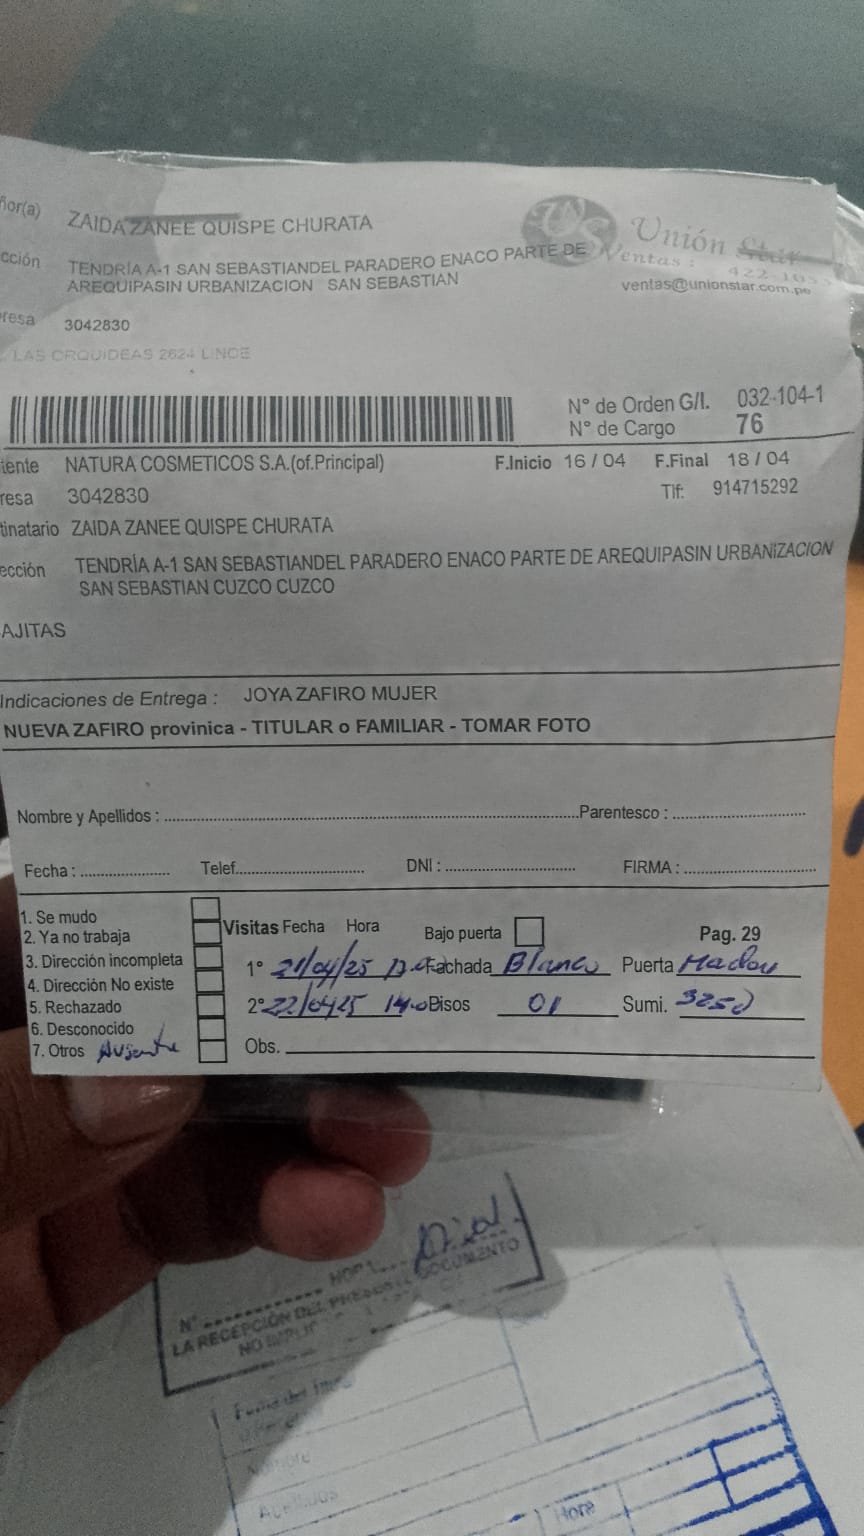 ñor(a) ZAIDA ZANEE QUISPE CHURATA
Unión Star
cción TENDRÍA A-1 SAN SEBASTIANDEL PARADERO ENACO PARTE DE
Ventas :
AREQUIPASIN URBANIZACION SAN SEBASTIAN
ventas@unionstar.com.pe
resa 3042830
LAS ORQUIDEAS 2624 LINCE
N° de Orden G/I. 032-104-1
N° de Cargo 76
iente NATURA COSMETICOS S.A.(of.Principal) F.Inicio 16 / 04 F.Final 18 / 04
resa 3042830 Tlf: 914715292
tinatario ZAIDA ZANEE QUISPE CHURATA
ección TENDRÍA A-1 SAN SEBASTIANDEL PARADERO ENACO PARTE DE AREQUIPASIN URBANIZACION
SAN SEBASTIAN CUZCO CUZCO
AJITAS
Indicaciones de Entrega : JOYA ZAFIRO MUJER
NUEVA ZAFIRO provinica - TITULAR o FAMILIAR - TOMAR FOTO
Nombre y Apellidos : Parentesco :
Fecha : Telef. DNI : FIRMA :
1. Se mudo
2. Ya no trabaja
3. Dirección incompleta
4. Dirección No existe
5. Rechazado
6. Desconocido
7. Otros Ausente
Visitas Fecha Hora Bajo puerta Pag. 29
1° 21/04/25 Fachada Blanco Puerta
2° 22/04/25 14.0 Pisos 01 Sumi.
Obs.
N°
LA RECEPCIÓN DEL PRESENTE DOCUMENTO
Hora